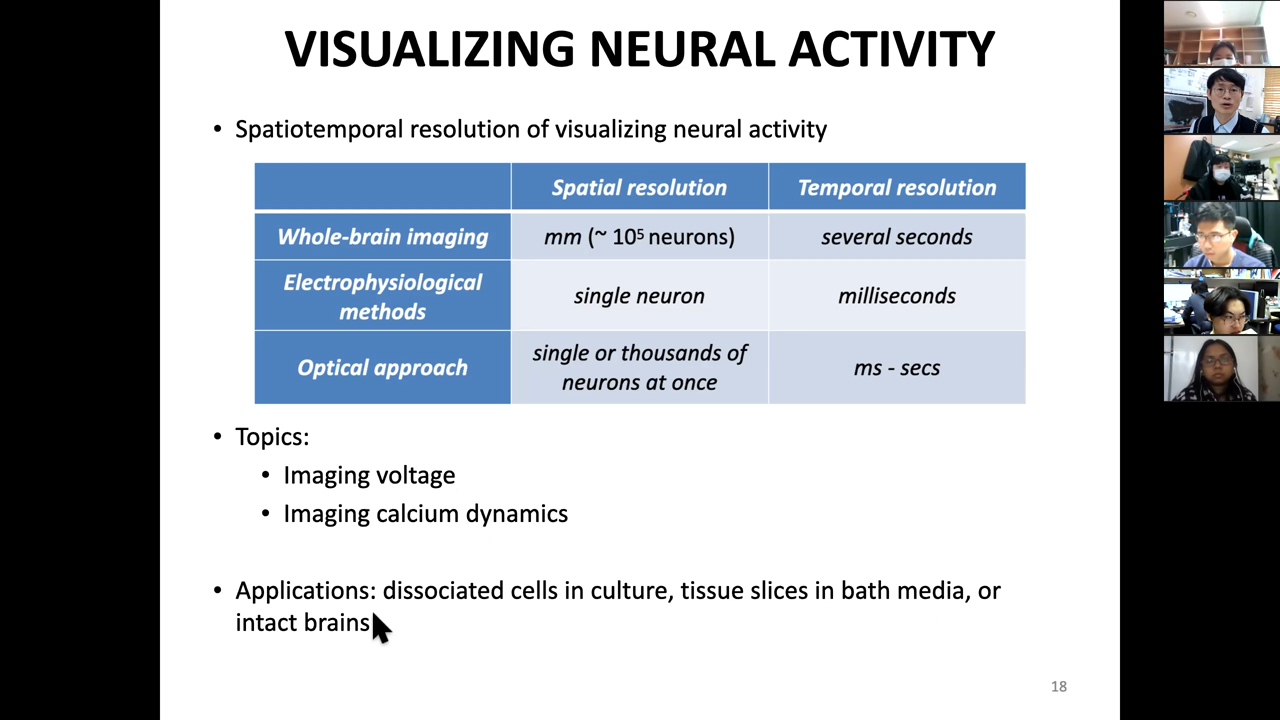 VISUALIZING NEURAL ACTIVITY
• Spatiotemporal resolution of visualizing neural activity
Spatial resolution Temporal resolution
Whole-brain imaging mm (~ 10⁵ neurons) several seconds
Electrophysiological methods single neuron milliseconds
Optical approach single or thousands of neurons at once ms - secs
• Topics:
• Imaging voltage
• Imaging calcium dynamics
• Applications: dissociated cells in culture, tissue slices in bath media, or
intact brains
18